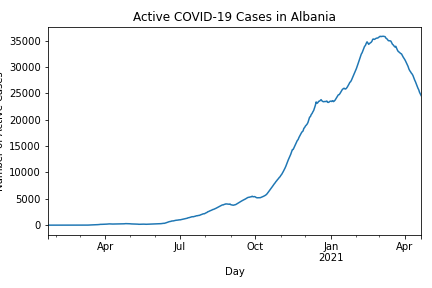 Active COVID-19 Cases in Albania
35000
30000
25000
20000
15000
10000
5000
0
Number of Active Cases
Apr Jul Oct Jan Apr
2021
Day